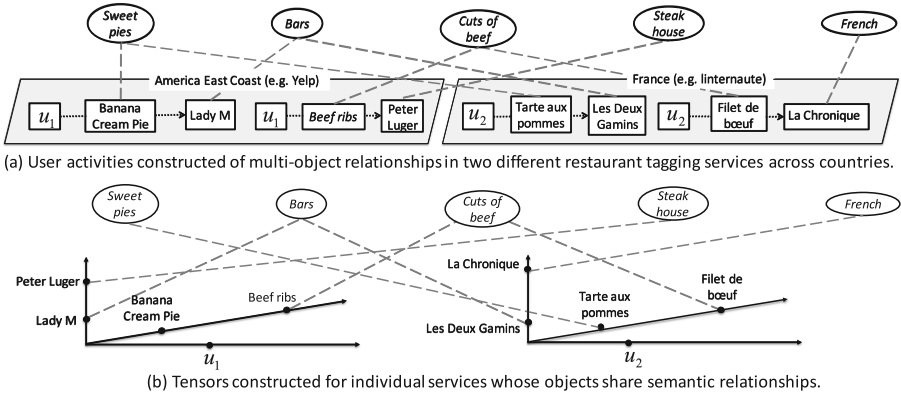 Sweet
pies
Bars
Cuts of
beef
Steak
house
French
America East Coast (e.g. Yelp)
France (e.g. linternaute)
u1
Banana
Cream Pie
Lady M
u1
Beef ribs
Peter
Luger
u2
Tarte aux
pommes
Les Deux
Gamins
u2
Filet de
bœuf
La Chronique
(a) User activities constructed of multi-object relationships in two different restaurant tagging services across countries.
Sweet
pies
Bars
Cuts of
beef
Steak
house
French
Peter Luger
Banana
Cream Pie
Beef ribs
Lady M
u1
La Chronique
Tarte aux
pommes
Filet de
bœuf
Les Deux Gamins
u2
(b) Tensors constructed for individual services whose objects share semantic relationships.